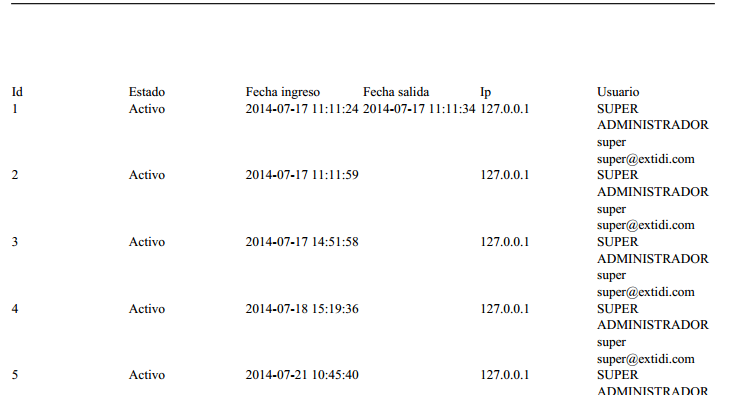 Id Estado Fecha ingreso Fecha salida Ip Usuario
1 Activo 2014-07-17 11:11:24 2014-07-17 11:11:34 127.0.0.1 SUPER
ADMINISTRADOR
super
super@extidi.com
2 Activo 2014-07-17 11:11:59 127.0.0.1 SUPER
ADMINISTRADOR
super
super@extidi.com
3 Activo 2014-07-17 14:51:58 127.0.0.1 SUPER
ADMINISTRADOR
super
super@extidi.com
4 Activo 2014-07-18 15:19:36 127.0.0.1 SUPER
ADMINISTRADOR
super
super@extidi.com
5 Activo 2014-07-21 10:45:40 127.0.0.1 SUPER
ADMINISTRADOR